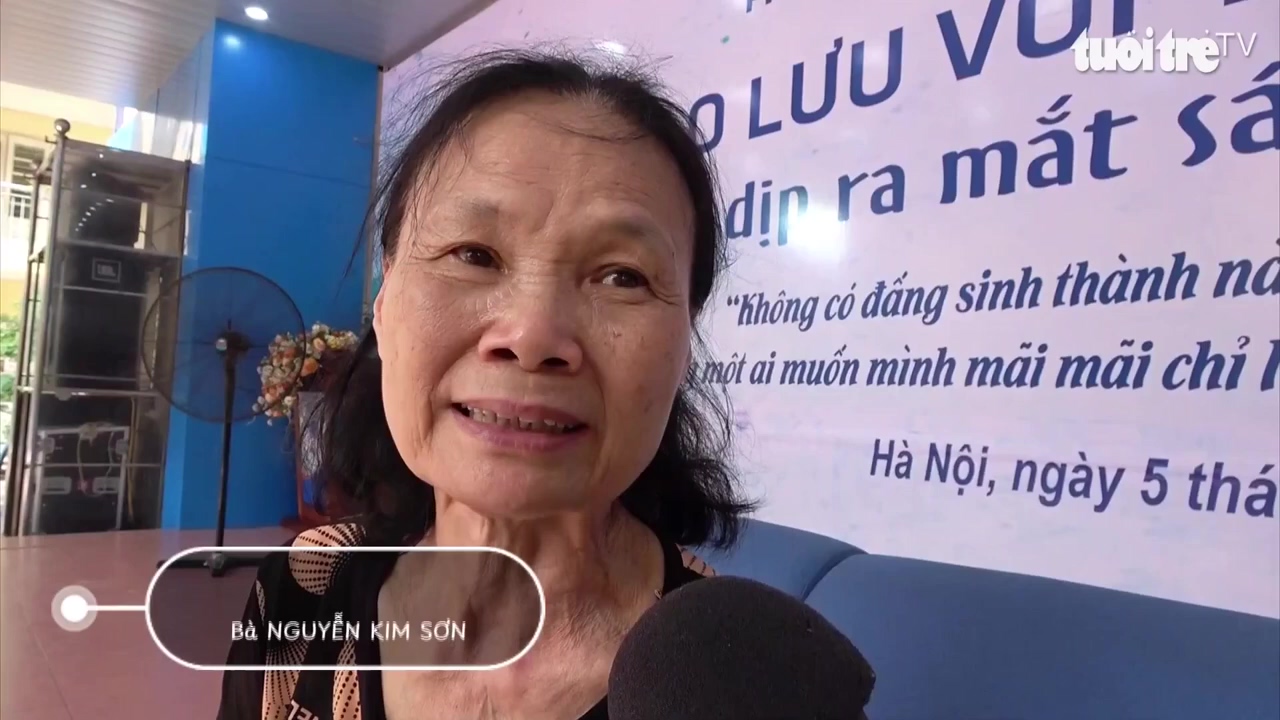 tuổi trẻ TV
O LƯU VỚI
dịp ra mắt sá
“Không có đấng sinh thành nà
một ai muốn mình mãi mãi chỉ l
Hà Nội, ngày 5 thá
JBL
Bà NGUYỄN KIM SƠN